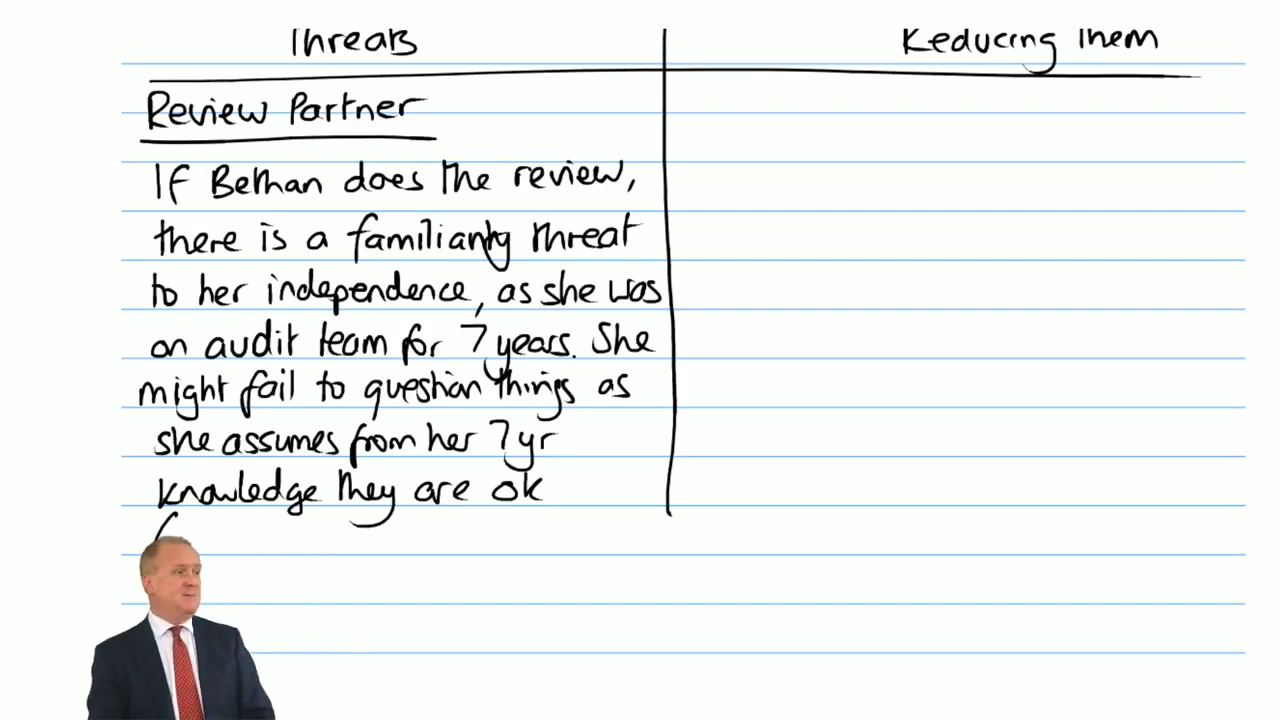 Threats
Reducing Them
Review Partner
If Bethan does the review,
there is a familiarity threat
to her independence, as she was
on audit team for 7 years. She
might fail to question things as
she assumes from her 7yr
knowledge they are ok
(